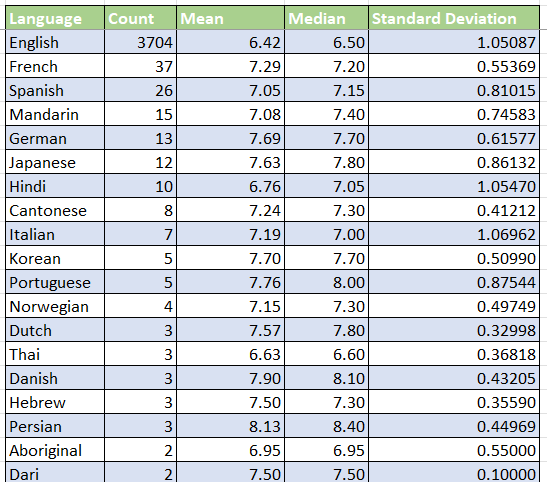 Language Count Mean Median Standard Deviation
English 3704 6.42 6.50 1.05087
French 37 7.29 7.20 0.55369
Spanish 26 7.05 7.15 0.81015
Mandarin 15 7.08 7.40 0.74583
German 13 7.69 7.70 0.61577
Japanese 12 7.63 7.80 0.86132
Hindi 10 6.76 7.05 1.05470
Cantonese 8 7.24 7.30 0.41212
Italian 7 7.19 7.00 1.06962
Korean 5 7.70 7.70 0.50990
Portuguese 5 7.76 8.00 0.87544
Norwegian 4 7.15 7.30 0.49749
Dutch 3 7.57 7.80 0.32998
Thai 3 6.63 6.60 0.36818
Danish 3 7.90 8.10 0.43205
Hebrew 3 7.50 7.30 0.35590
Persian 3 8.13 8.40 0.44969
Aboriginal 2 6.95 6.95 0.55000
Dari 2 7.50 7.50 0.10000